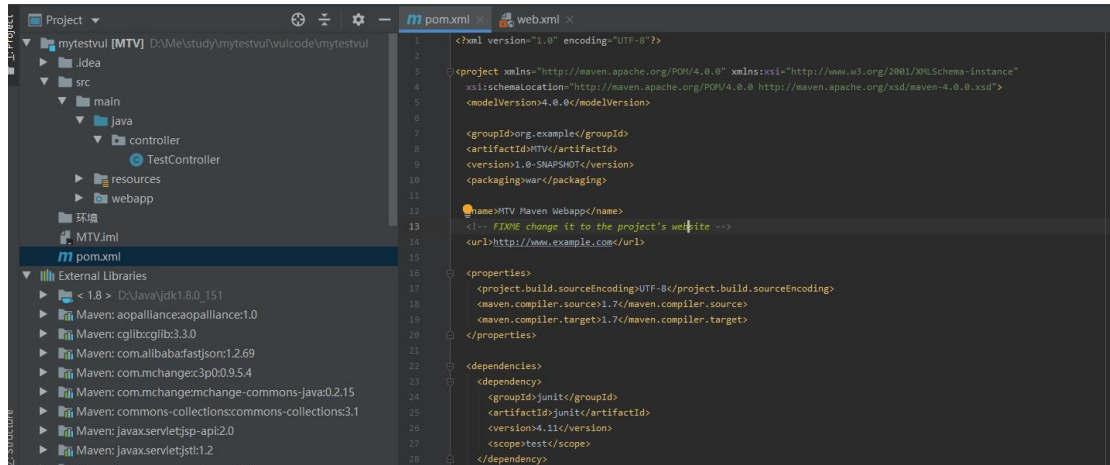 1: Project
Project
mytestvul [MTV] D:\Me\study\mytestvul\vulcode\mytestvul
.idea
src
main
java
controller
TestController
resources
webapp
环境
MTV.iml
pom.xml
External Libraries
< 1.8 > D:\Java\jdk1.8.0_151
Maven: aopalliance:aopalliance:1.0
Maven: cglib:cglib:3.3.0
Maven: com.alibaba:fastjson:1.2.69
Maven: com.mchange:c3p0:0.9.5.4
Maven: com.mchange:mchange-commons-java:0.2.15
Maven: commons-collections:commons-collections:3.1
Maven: javax.servlet:jsp-api:2.0
Maven: javax.servlet:jstl:1.2
pom.xml
web.xml
1 <?xml version="1.0" encoding="UTF-8"?>
2
3 <project xmlns="http://maven.apache.org/POM/4.0.0" xmlns:xsi="http://www.w3.org/2001/XMLSchema-instance"
4 xsi:schemaLocation="http://maven.apache.org/POM/4.0.0 http://maven.apache.org/xsd/maven-4.0.0.xsd">
5 <modelVersion>4.0.0</modelVersion>
6
7 <groupId>org.example</groupId>
8 <artifactId>MTV</artifactId>
9 <version>1.0-SNAPSHOT</version>
10 <packaging>war</packaging>
11
12 name>MTV Maven Webapp</name>
13 <!-- FIXME change it to the project's website -->
14 <url>http://www.example.com</url>
15
16 <properties>
17 <project.build.sourceEncoding>UTF-8</project.build.sourceEncoding>
18 <maven.compiler.source>1.7</maven.compiler.source>
19 <maven.compiler.target>1.7</maven.compiler.target>
20 </properties>
21
22 <dependencies>
23 <dependency>
24 <groupId>junit</groupId>
25 <artifactId>junit</artifactId>
26 <version>4.11</version>
27 <scope>test</scope>
28 </dependency>